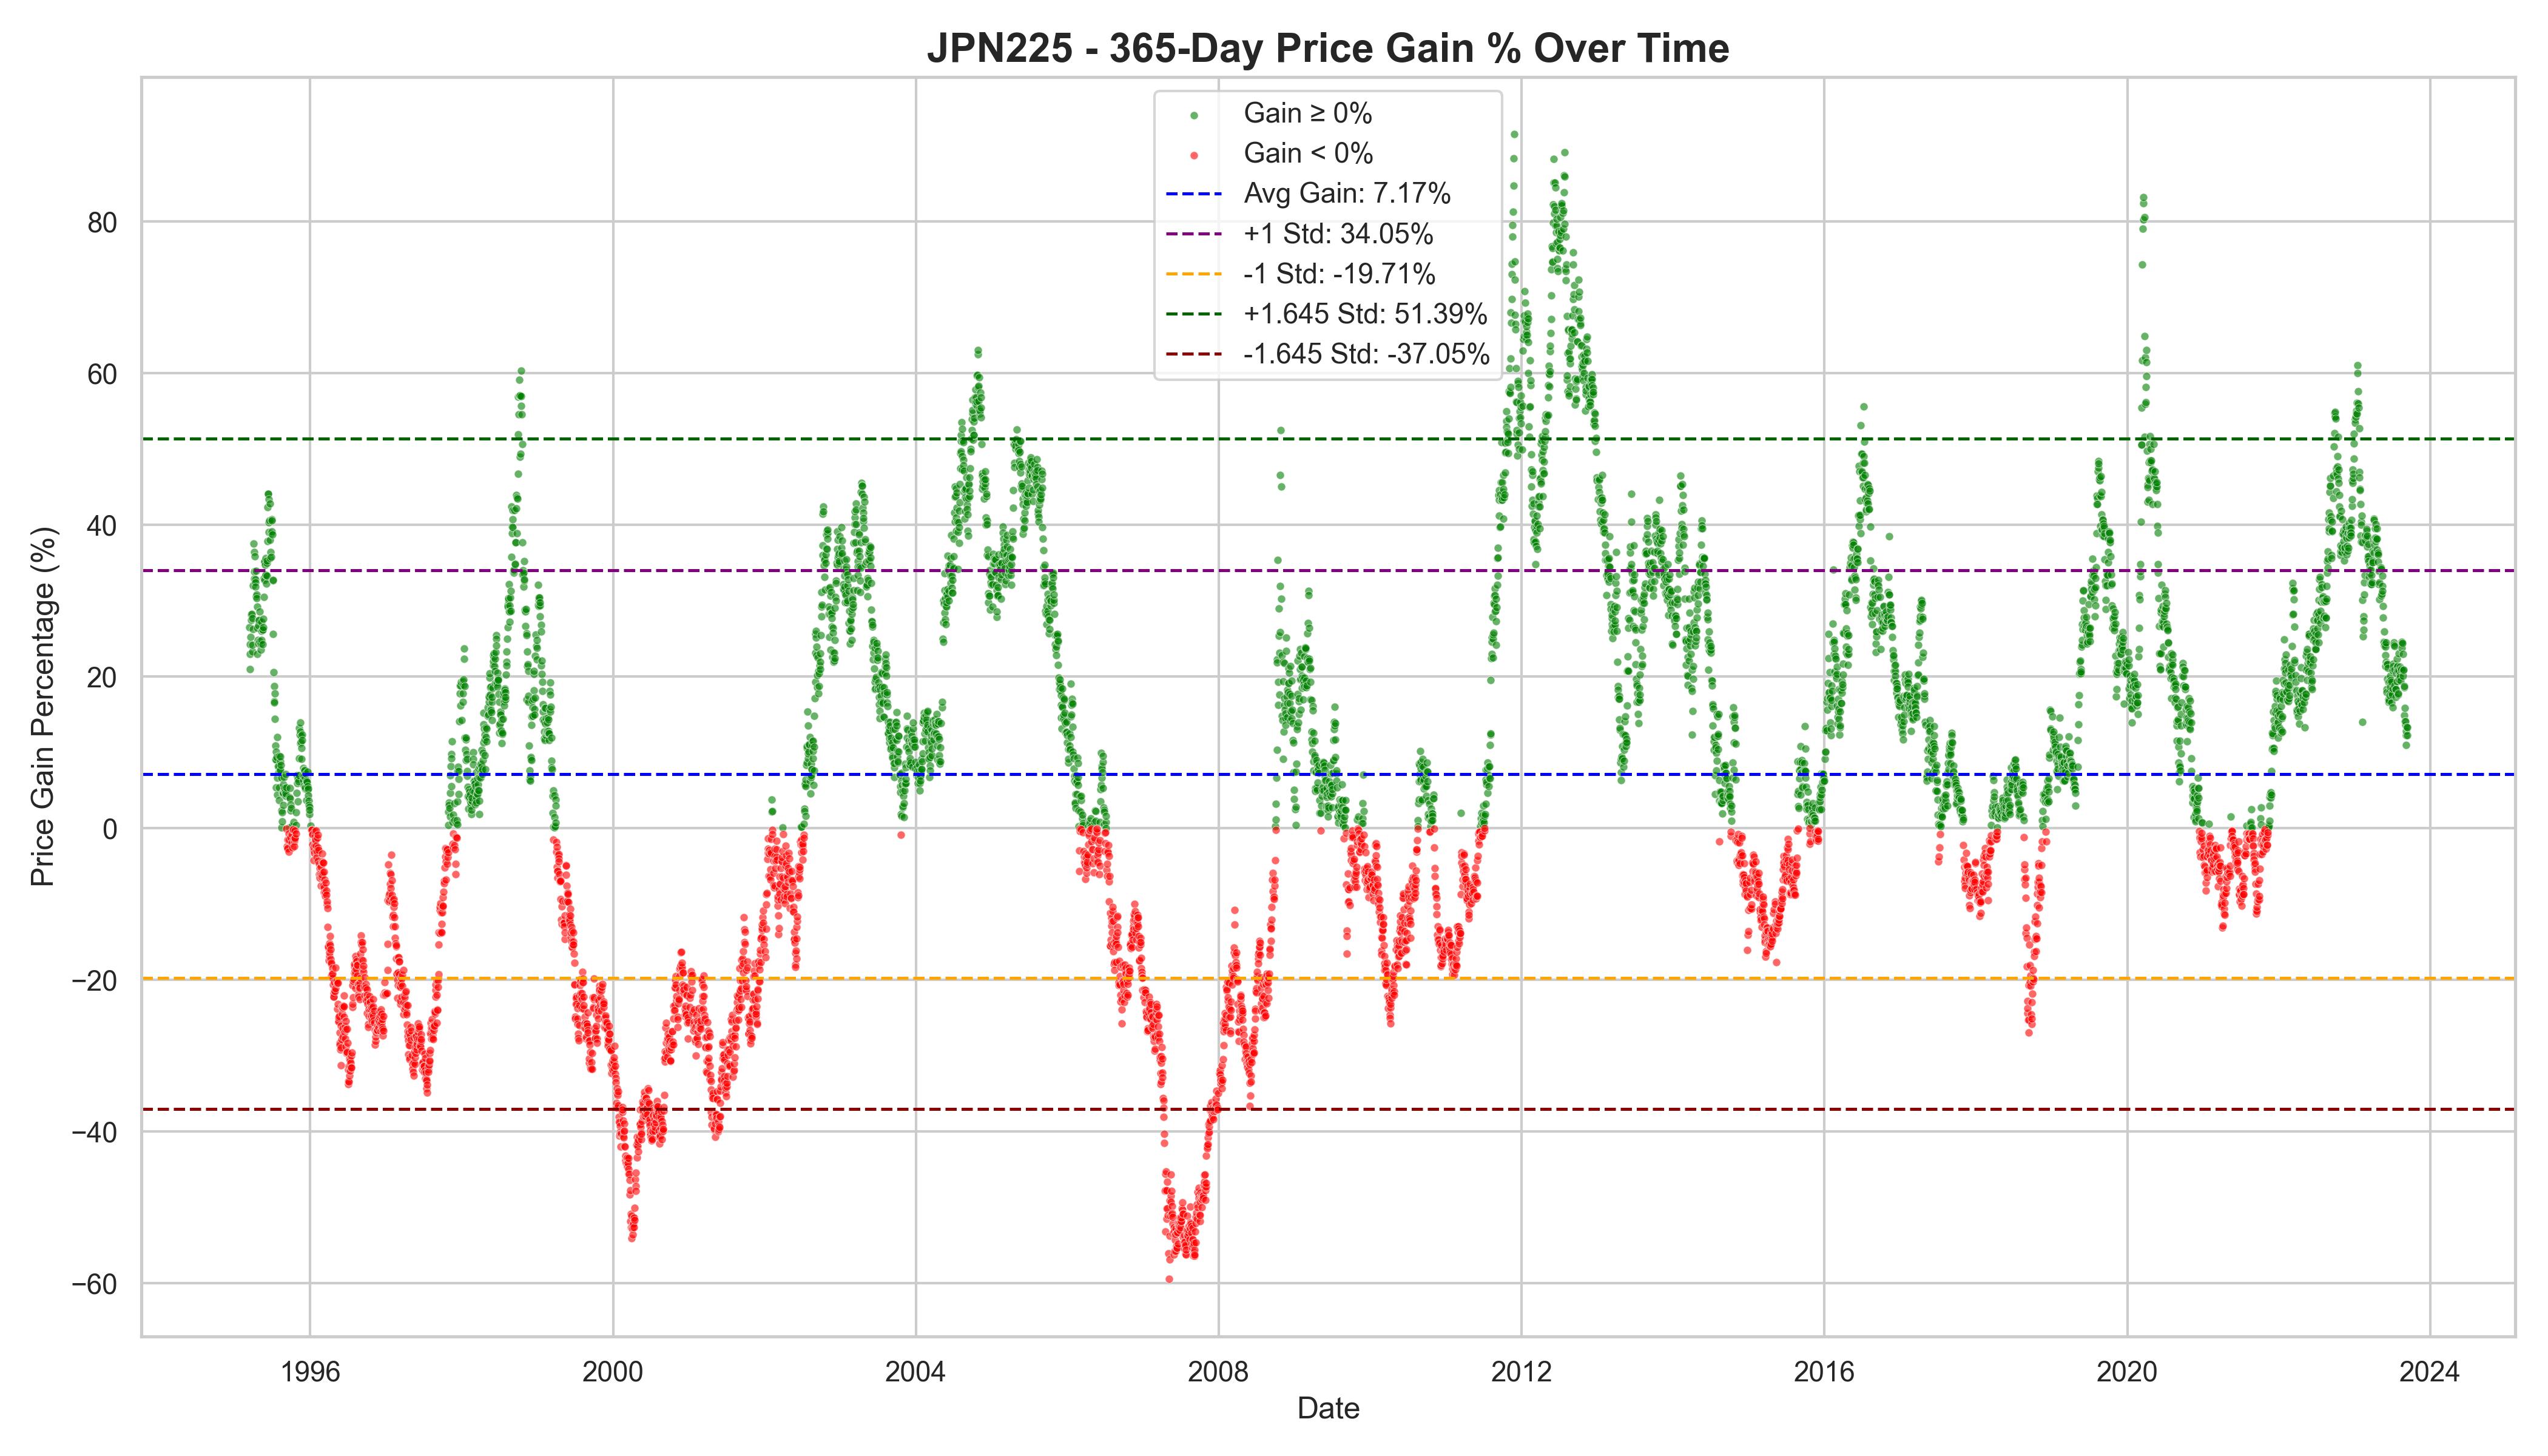 JPN225 - 365-Day Price Gain % Over Time
Gain ≥ 0%
Gain < 0%
Avg Gain: 7.17%
+1 Std: 34.05%
-1 Std: -19.71%
+1.645 Std: 51.39%
-1.645 Std: -37.05%
Price Gain Percentage (%)
80
60
40
20
0
−20
−40
−60
1996 2000 2004 2008 2012 2016 2020 2024
Date